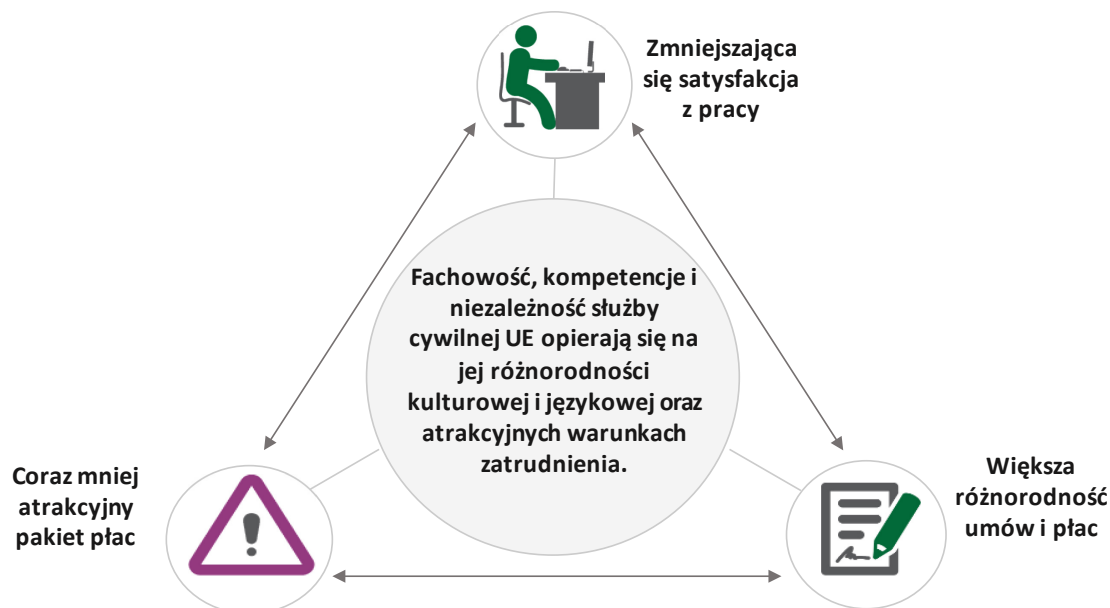 Zmniejszająca
się satysfakcja
z pracy
Fachowość, kompetencje i
niezależność służby
cywilnej UE opierają się na
jej różnorodności
kulturowej i językowej oraz
atrakcyjnych warunkach
zatrudnienia.
Coraz mniej
atrakcyjny
pakiet płac
Większa
różnorodność
umów i płac